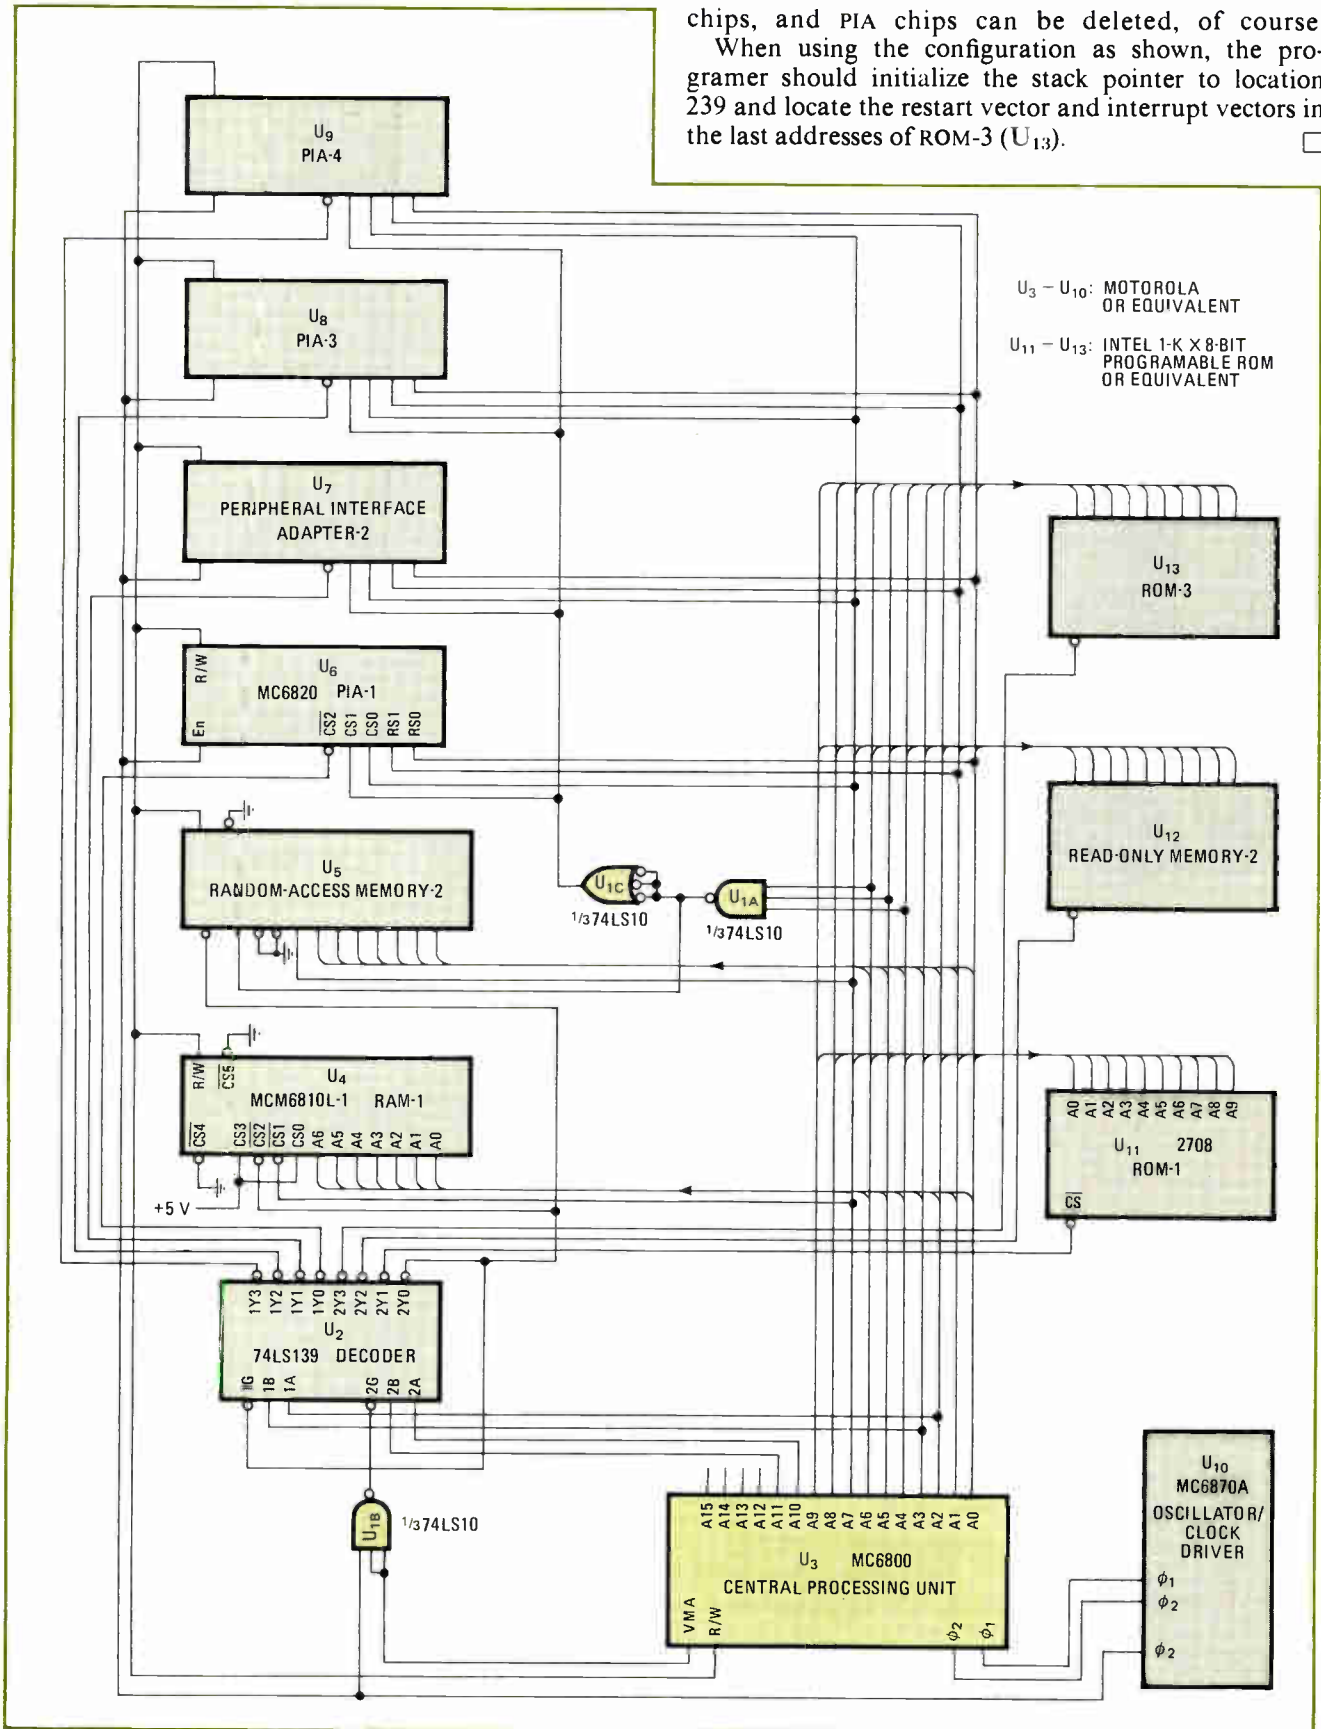 chips, and PIA chips can be deleted, of course
When using the configuration as shown, the pro-
gramer should initialize the stack pointer to location
239 and locate the restart vector and interrupt vectors in
the last addresses of ROM-3 (U13). □
U9
PIA-4
U8
PIA-3
U3 – U10: MOTOROLA
OR EQUIVALENT
U11 – U13: INTEL 1-K X 8-BIT
PROGRAMABLE ROM
OR EQUIVALENT
U7
PERIPHERAL INTERFACE
ADAPTER-2
U13
ROM-3
U6
MC6820 PIA-1
R/W
En
CS2
CS1
CS0
RS1
RS0
U12
READ-ONLY MEMORY-2
U5
RANDOM-ACCESS MEMORY-2
U1C
1/3 74LS10
U1A
1/3 74LS10
U4
MCM6810L-1 RAM-1
R/W
CS5
CS4
CS3
CS2
CS1
CS0
A6
A5
A4
A3
A2
A1
A0
+5 V
A0
A1
A2
A3
A4
A5
A6
A7
A8
A9
U11 2708
ROM-1
CS
1Y3
1Y2
1Y1
1Y0
2Y3
2Y2
2Y1
2Y0
U2
74LS139 DECODER
1G
1B
1A
2G
2B
2A
U1B
1/3 74LS10
A15
A14
A13
A12
A11
A10
A9
A8
A7
A6
A5
A4
A3
A2
A1
A0
U3 MC6800
CENTRAL PROCESSING UNIT
VMA
R/W
ϕ2
ϕ1
U10
MC6870A
OSCILLATOR/
CLOCK
DRIVER
ϕ1
ϕ2
ϕ2